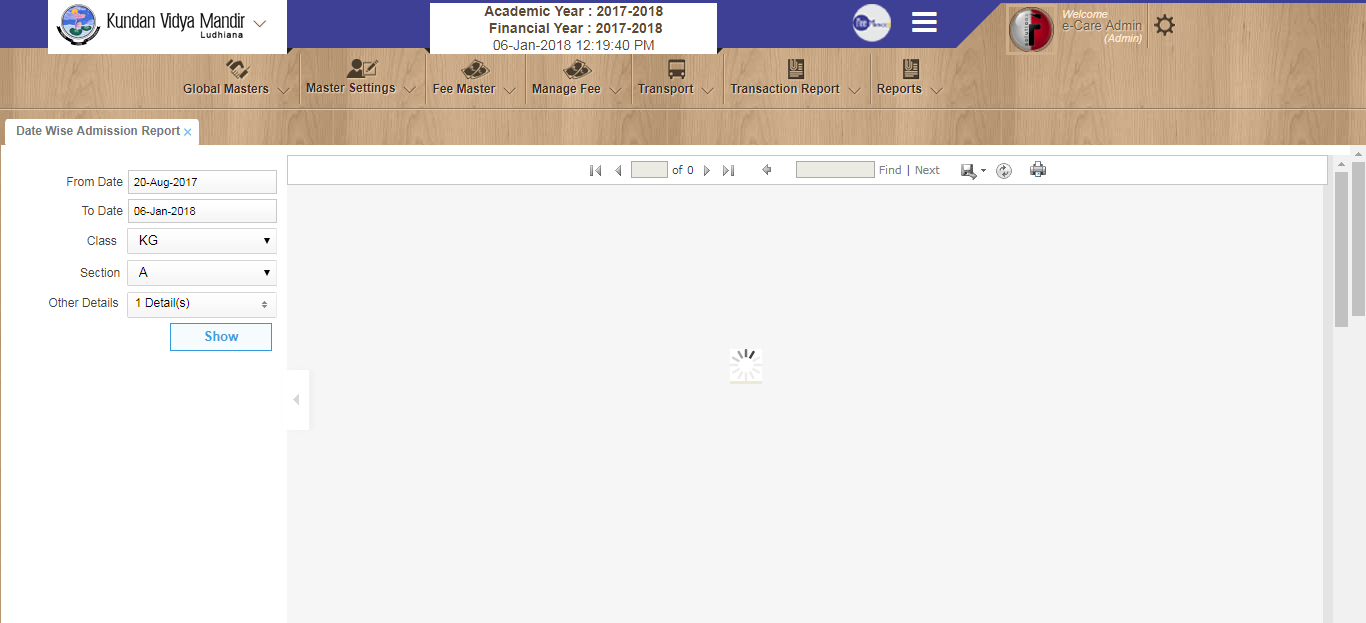 Kundan Vidya Mandir
Ludhiana
Academic Year : 2017-2018
Financial Year : 2017-2018
06-Jan-2018 12:19:40 PM
Welcome
e-Care Admin
(Admin)
Global Masters
Master Settings
Fee Master
Manage Fee
Transport
Transaction Report
Reports
Date Wise Admission Report ×
of 0
Find | Next
From Date 20-Aug-2017
To Date 06-Jan-2018
Class KG
Section A
Other Details 1 Detail(s)
Show